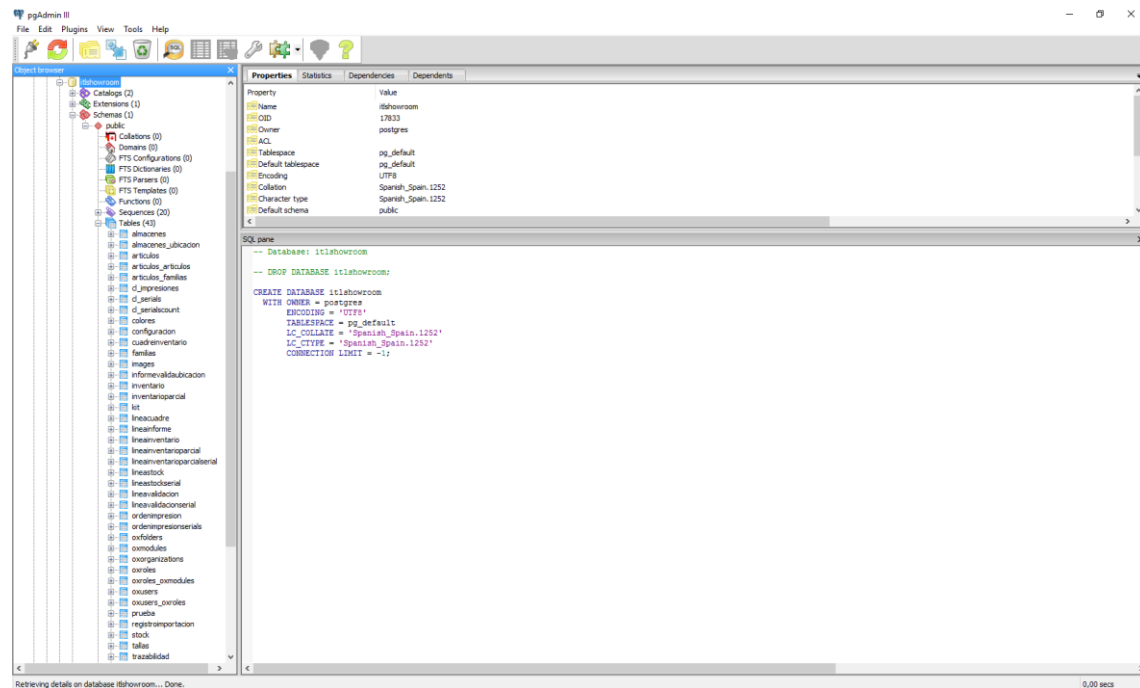 pgAdmin III
File Edit Plugins View Tools Help
SQL
Object browser
itlshowroom
Catalogs (2)
Extensions (1)
Schemas (1)
public
Collations (0)
Domains (0)
FTS Configurations (0)
FTS Dictionaries (0)
FTS Parsers (0)
FTS Templates (0)
Functions (0)
Sequences (20)
Tables (43)
almacenes
almacenes_ubicacion
articulos
articulos_articulos
articulos_familias
cl_impresiones
cl_serials
cl_serialscount
colores
configuracion
cuadreinventario
familias
images
informevalidaubicacion
inventario
inventarioparcial
kit
lineacuadre
lineainforme
lineainventario
lineainventarioparcial
lineainventarioparcialserial
lineastock
lineastockserial
lineavalidacion
lineavalidacionserial
ordenimpresion
ordenimpresionserials
oxfolders
oxmodules
oxorganizations
oxroles
oxroles_oxmodules
oxusers
oxusers_oxroles
prueba
registroimportacion
stock
tallas
trazabilidad
Properties Statistics Dependencies Dependents
Property Value
Name itlshowroom
OID 17833
Owner postgres
ACL
Tablespace pg_default
Default tablespace pg_default
Encoding UTF8
Collation Spanish_Spain.1252
Character type Spanish_Spain.1252
Default schema public
SQL pane
-- Database: itlshowroom
-- DROP DATABASE itlshowroom;
CREATE DATABASE itlshowroom
WITH OWNER = postgres
ENCODING = 'UTF8'
TABLESPACE = pg_default
LC_COLLATE = 'Spanish_Spain.1252'
LC_CTYPE = 'Spanish_Spain.1252'
CONNECTION LIMIT = -1;
Retrieving details on database itlshowroom... Done. 0,00 secs